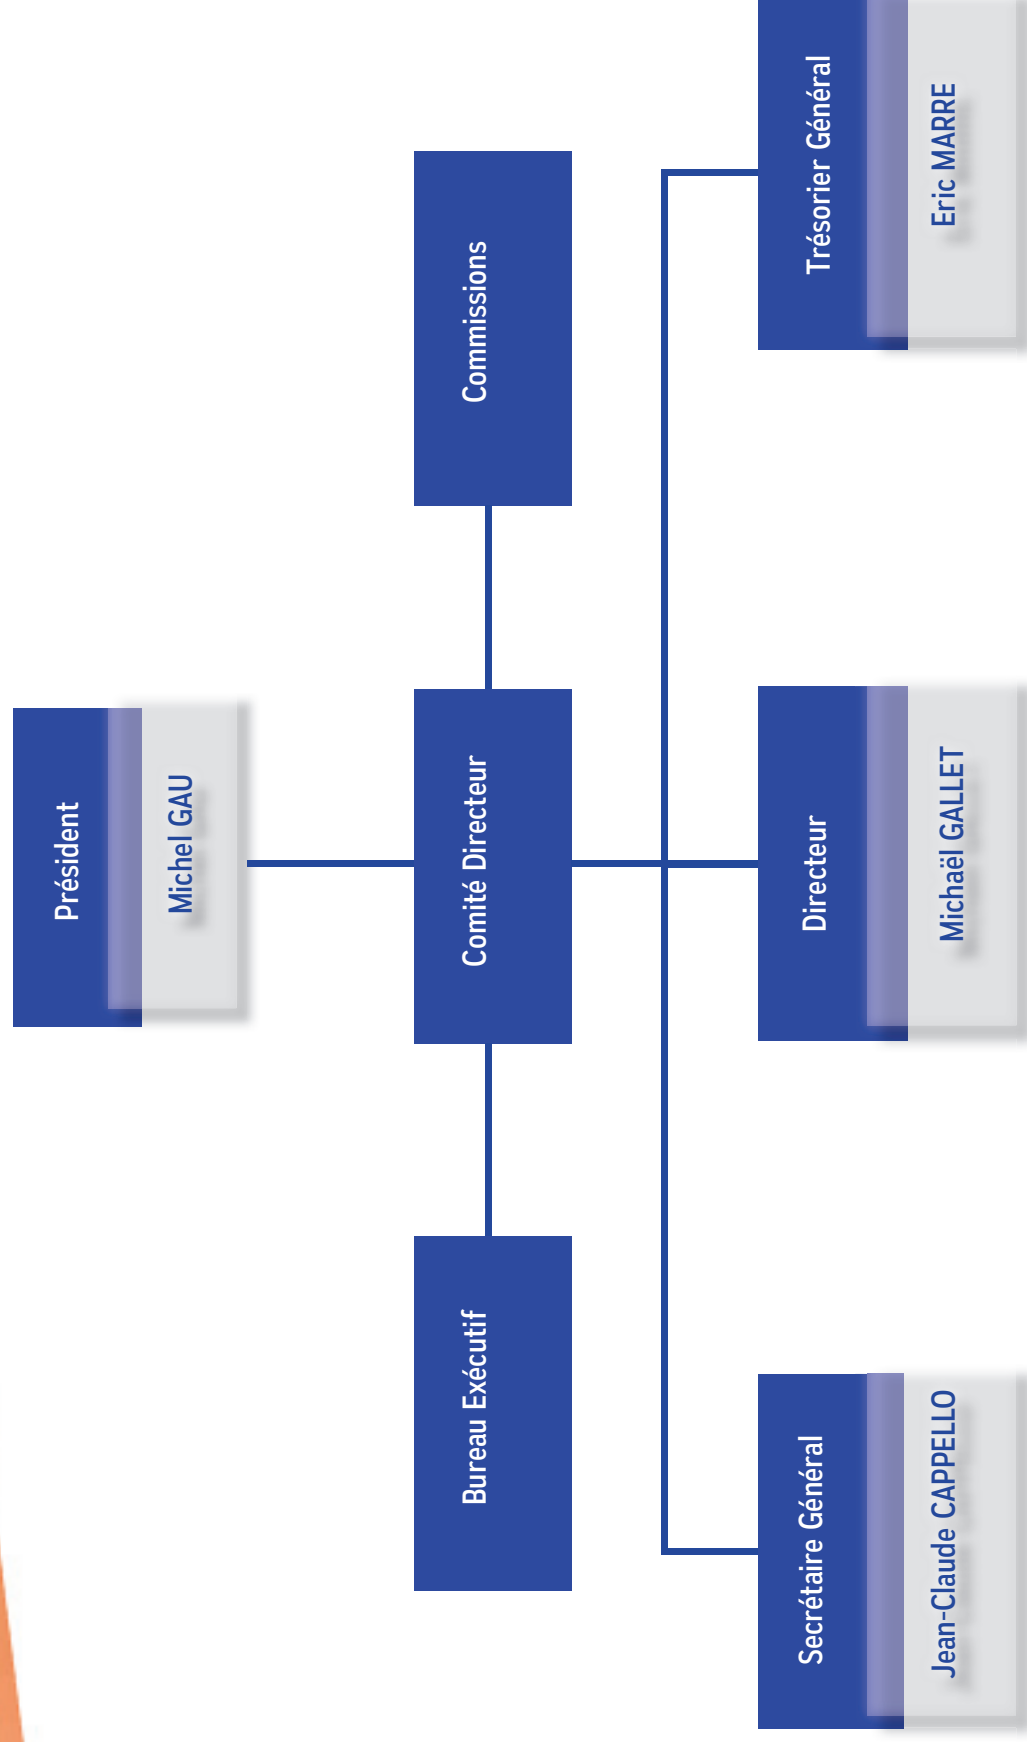 Président
Michel GAU
Bureau Exécutif
Comité Directeur
Commissions
Secrétaire Général
Jean-Claude CAPPELLO
Directeur
Michaël GALLET
Trésorier Général
Eric MARRE